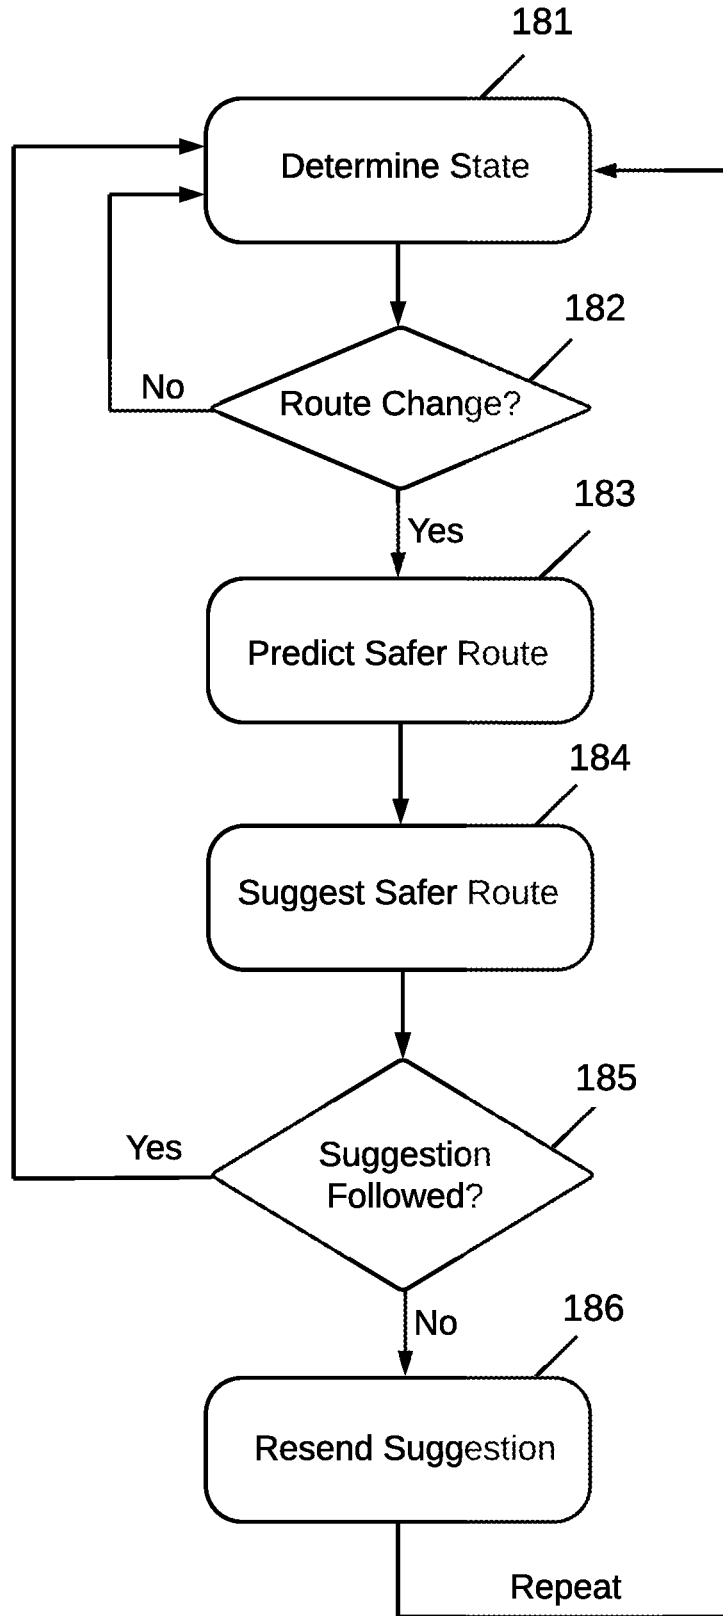 181
Determine State
182
No
Route Change?
183
Yes
Predict Safer Route
184
Suggest Safer Route
185
Yes
Suggestion
Followed?
186
No
Resend Suggestion
Repeat